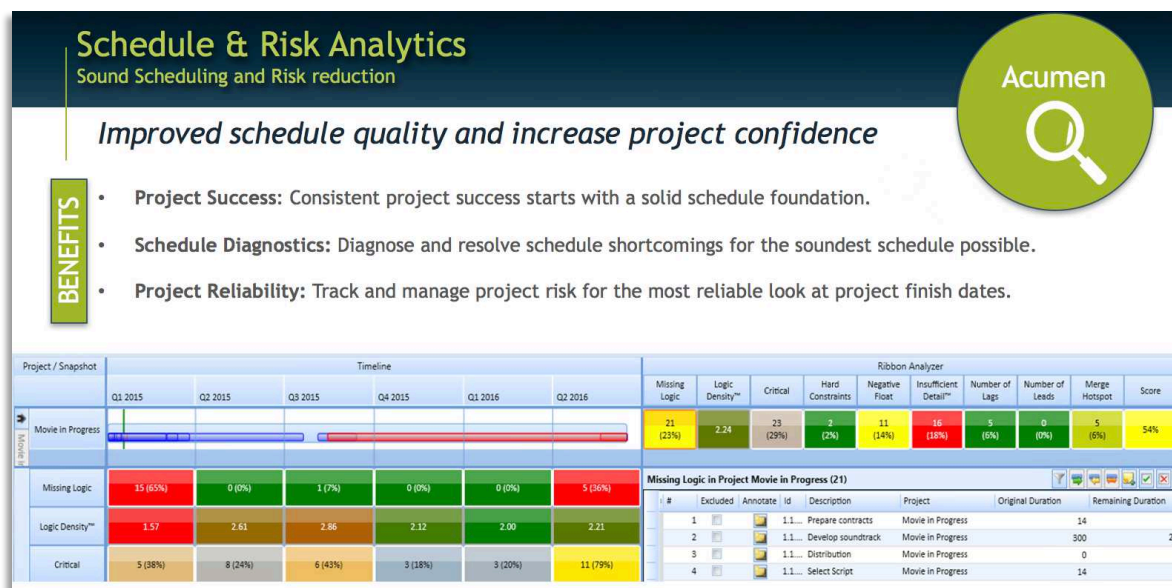 Schedule & Risk Analytics
Sound Scheduling and Risk reduction
Acumen
Improved schedule quality and increase project confidence
BENEFITS
• Project Success: Consistent project success starts with a solid schedule foundation.
• Schedule Diagnostics: Diagnose and resolve schedule shortcomings for the soundest schedule possible.
• Project Reliability: Track and manage project risk for the most reliable look at project finish dates.
Project / Snapshot Timeline Ribbon Analyzer
Q1 2015 Q2 2015 Q3 2015 Q4 2015 Q1 2016 Q2 2016
Missing Logic Logic Density™ Critical Hard Constraints Negative Float Insufficient Detail™ Number of Lags Number of Leads Merge Hotspot Score
Movie in Progress
21 (23%) 2.24 23 (29%) 2 (2%) 11 (14%) 16 (18%) 5 (6%) 0 (0%) 5 (6%) 54%
Missing Logic 15 (65%) 0 (0%) 1 (7%) 0 (0%) 0 (0%) 5 (36%)
Logic Density™ 1.57 2.61 2.86 2.12 2.00 2.21
Critical 5 (38%) 8 (24%) 6 (43%) 3 (18%) 3 (20%) 11 (79%)
Missing Logic in Project Movie in Progress (21)
# Excluded Annotate Id Description Project Original Duration Remaining Duration
1 1.1.... Prepare contracts Movie in Progress 14
2 1.1.... Develop soundtrack Movie in Progress 300 2
3 1.1.... Distribution Movie in Progress 0
4 1.1.... Select Script Movie in Progress 14